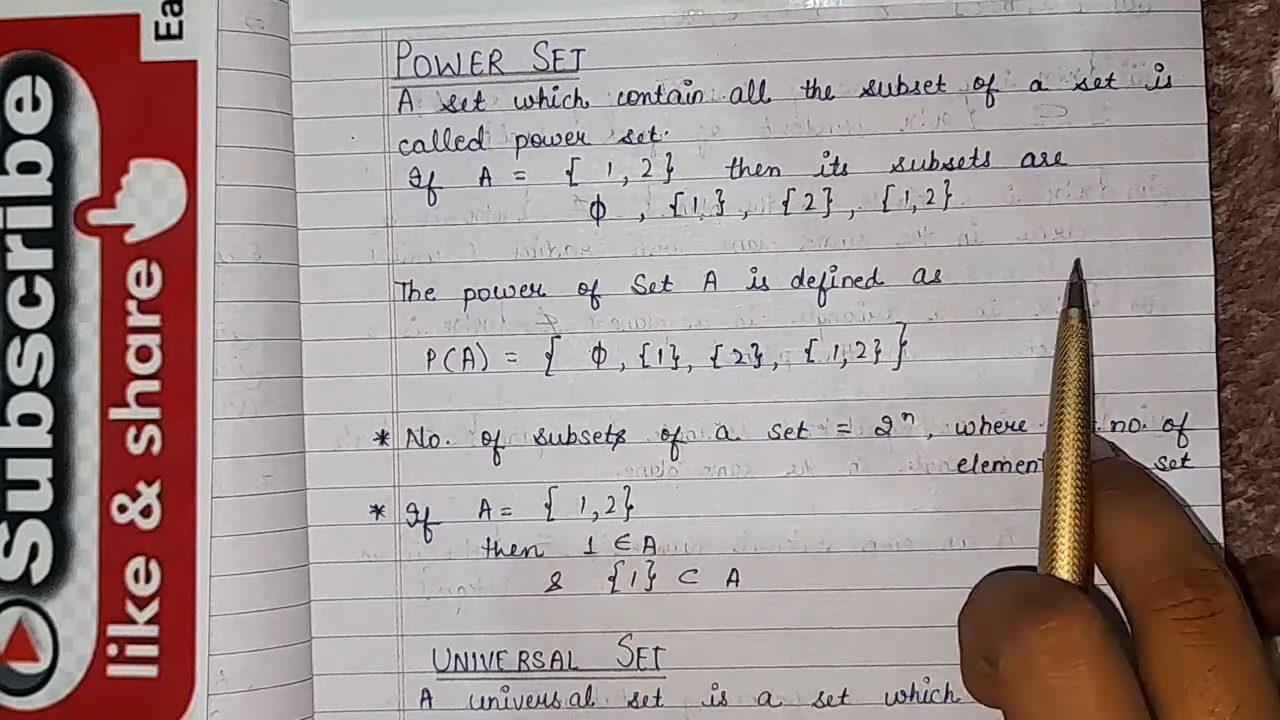 Ea
Subscribe
like & share
POWER SET
A set which contain all the subset of a set is
called power set.
If A = { 1, 2 } then its subsets are
ϕ , {1} , {2} , {1,2}
The power of Set A is defined as
P(A) = { ϕ , {1}, {2}, {1,2} }
* No. of subsets of a set = 2ⁿ, where no. of
element set
* If A = { 1, 2 }
then 1 ∈ A
& {1} ⊂ A
UNIVERSAL SET
A universal set is a set which